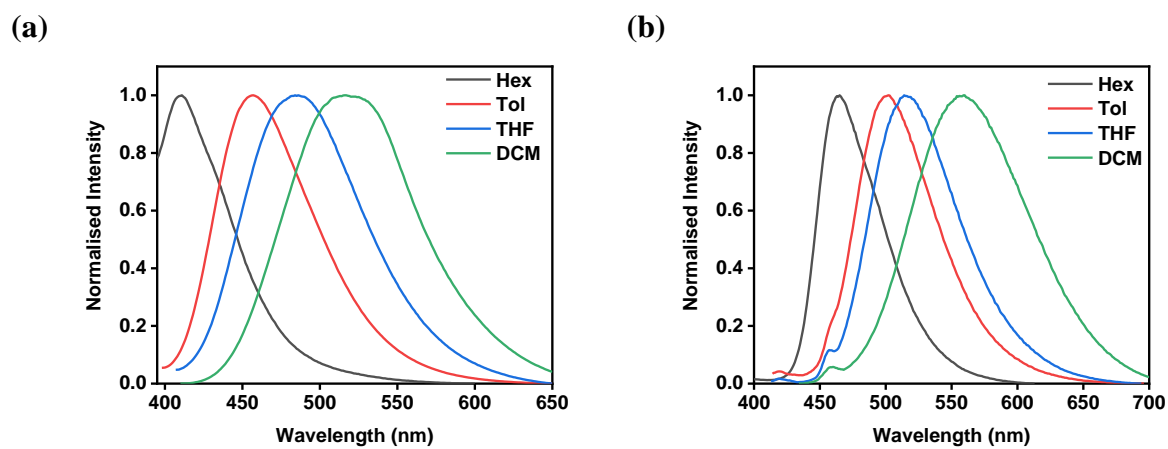 (a)
(b)
Normalised Intensity
1.0
0.8
0.6
0.4
0.2
0.0
Hex
Tol
THF
DCM
400 450 500 550 600 650
Wavelength (nm)
Normalised Intensity
1.0
0.8
0.6
0.4
0.2
0.0
Hex
Tol
THF
DCM
400 450 500 550 600 650 700
Wavelength (nm)